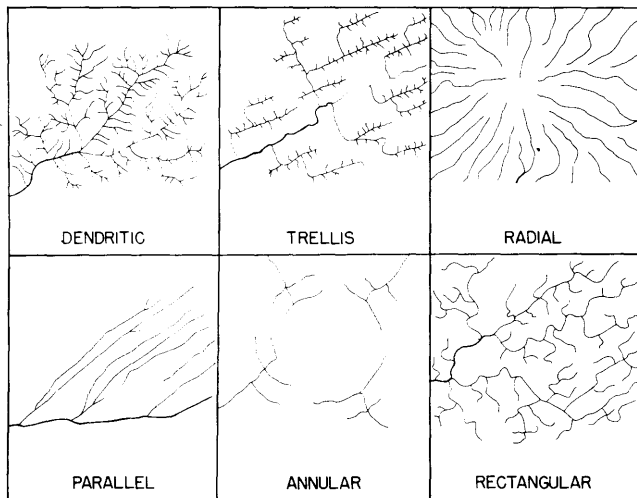 DENDRITIC
TRELLIS
RADIAL
PARALLEL
ANNULAR
RECTANGULAR